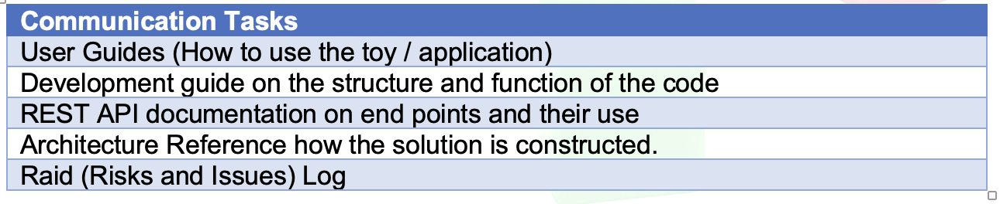 Communication Tasks
User Guides (How to use the toy / application)
Development guide on the structure and function of the code
REST API documentation on end points and their use
Architecture Reference how the solution is constructed.
Raid (Risks and Issues) Log